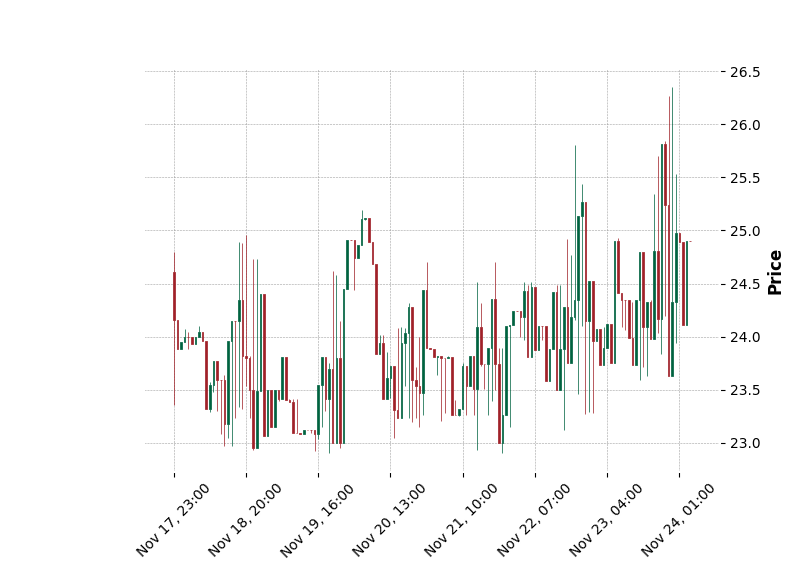 26.5
26.0
25.5
25.0
24.5
24.0
23.5
23.0
Price
Nov 17, 23:00
Nov 18, 20:00
Nov 19, 16:00
Nov 20, 13:00
Nov 21, 10:00
Nov 22, 07:00
Nov 23, 04:00
Nov 24, 01:00